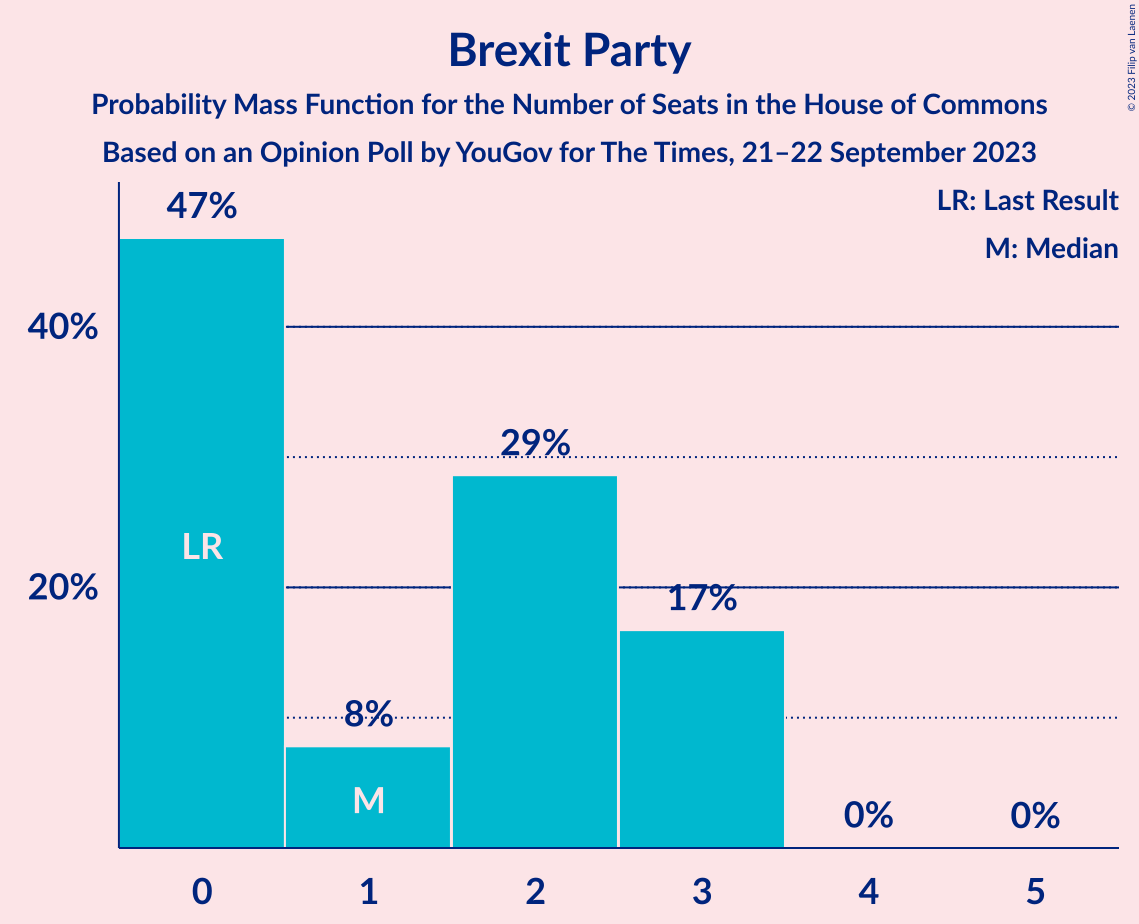 Brexit Party
Probability Mass Function for the Number of Seats in the House of Commons
Based on an Opinion Poll by YouGov for The Times, 21–22 September 2023
© 2023 Filip van Laenen
LR: Last Result
M: Median
47%
40%
29%
LR
20%
17%
8%
M
0%
0%
0 1 2 3 4 5